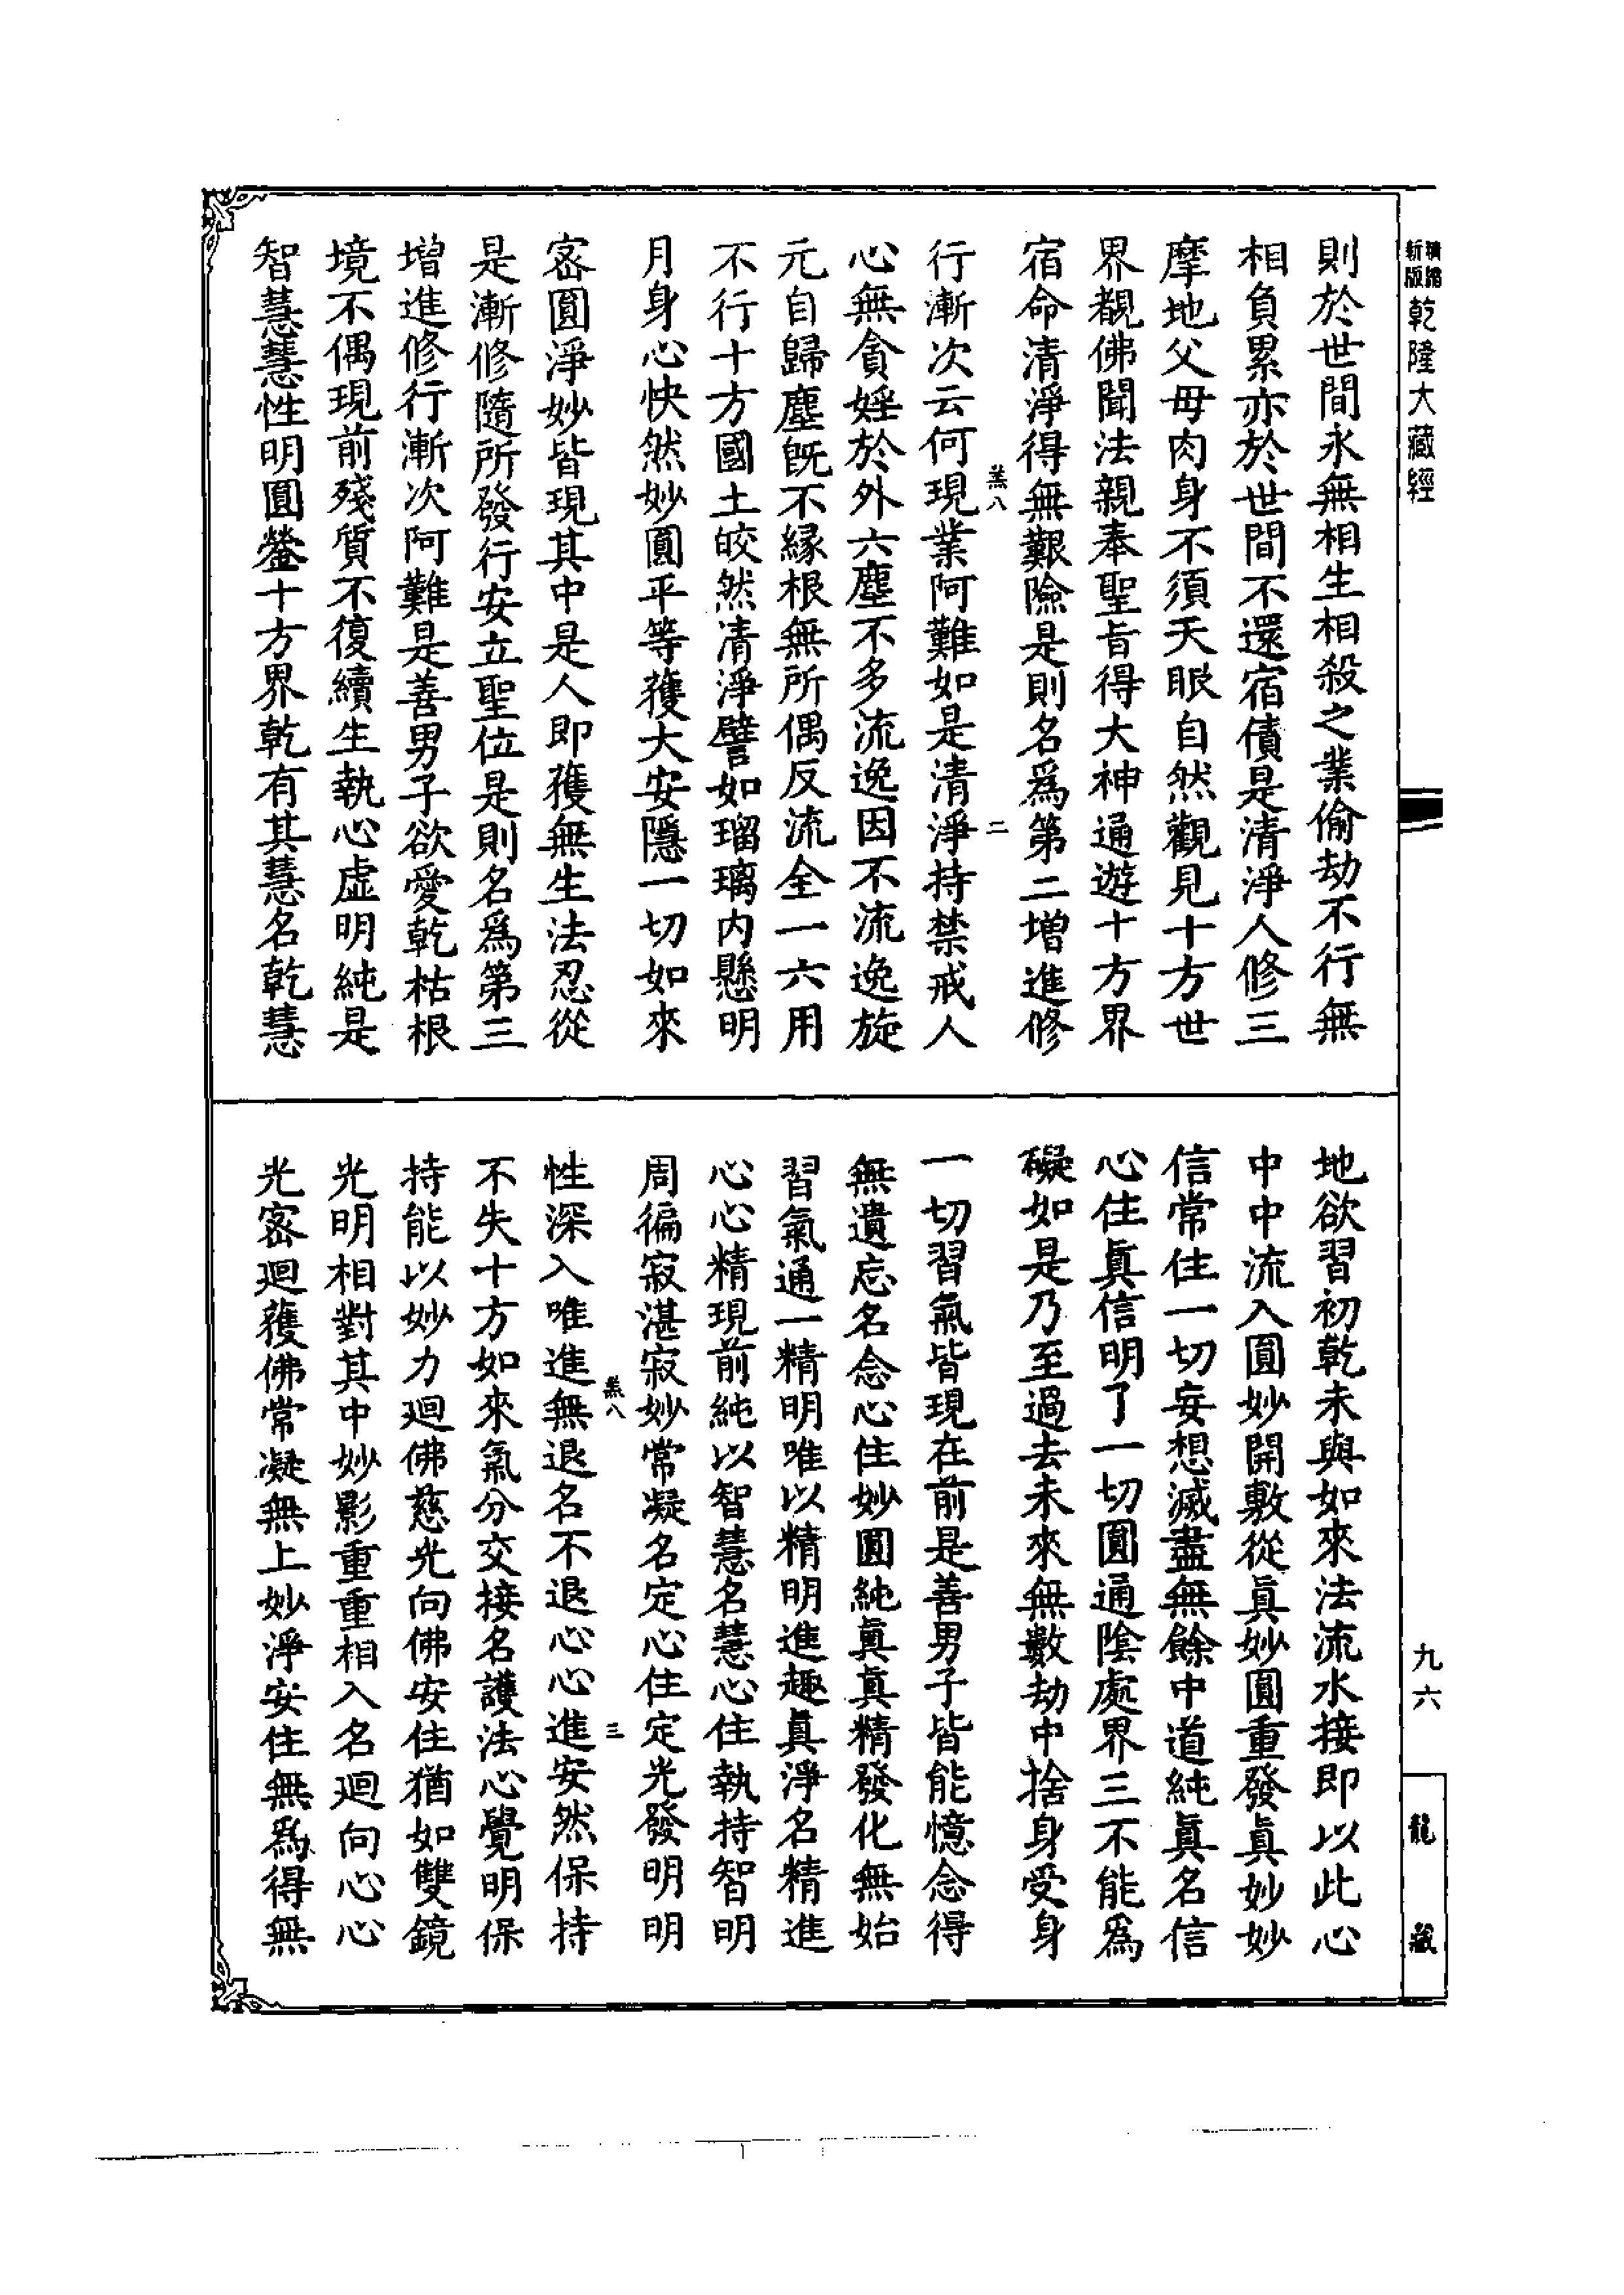 精縮
新版
乾隆大藏經
則於世間永無相生相殺之業偷劫不行無
相負累亦於世間不還宿債是清淨人修三
摩地父母肉身不須天眼自然觀見十方世
界覩佛聞法親奉聖旨得大神通遊十方界
宿命清淨得無艱險是則名爲第二增進修
八
二
行漸次云何現業阿難如是清淨持禁戒人
心無貪婬於外六塵不多流逸因不流逸旋
元自歸塵既不緣根無所偶反流全一六用
不行十方國土皎然清淨譬如瑠璃內懸明
月身心快然妙圓平等獲大安隱一切如來
密圓淨妙皆現其中是人即獲無生法忍從
是漸修隨所發行安立聖位是則名爲第三
增進修行漸次阿難是善男子欲愛乾枯根
境不偶現前殘質不復續生執心虛明純是
智慧慧性明圓鎣十方界乾有其慧名乾慧
地欲習初乾未與如來法流水接即以此心
中中流入圓妙開敷從眞妙圓重發眞妙妙
信常住一切妄想滅盡無餘中道純眞名信
心住眞信明了一切圓通陰處界三不能爲
礙如是乃至過去未來無數劫中捨身受身
一切習氣皆現在前是善男子皆能憶念得
無遺忘名念心住妙圓純眞眞精發化無始
習氣通一精明唯以精明進趣眞淨名精進
心心精現前純以智慧名慧心住執持智明
周徧寂湛寂妙常凝名定心住定光發明明
八
三
性深入唯進無退名不退心心進安然保持
不失十方如來氣分交接名護法心覺明保
持能以妙力迴佛慈光向佛安住猶如雙鏡
光明相對其中妙影重重相入名迴向心心
光密迴獲佛常凝無上妙淨安住無爲得無
九六
龍藏